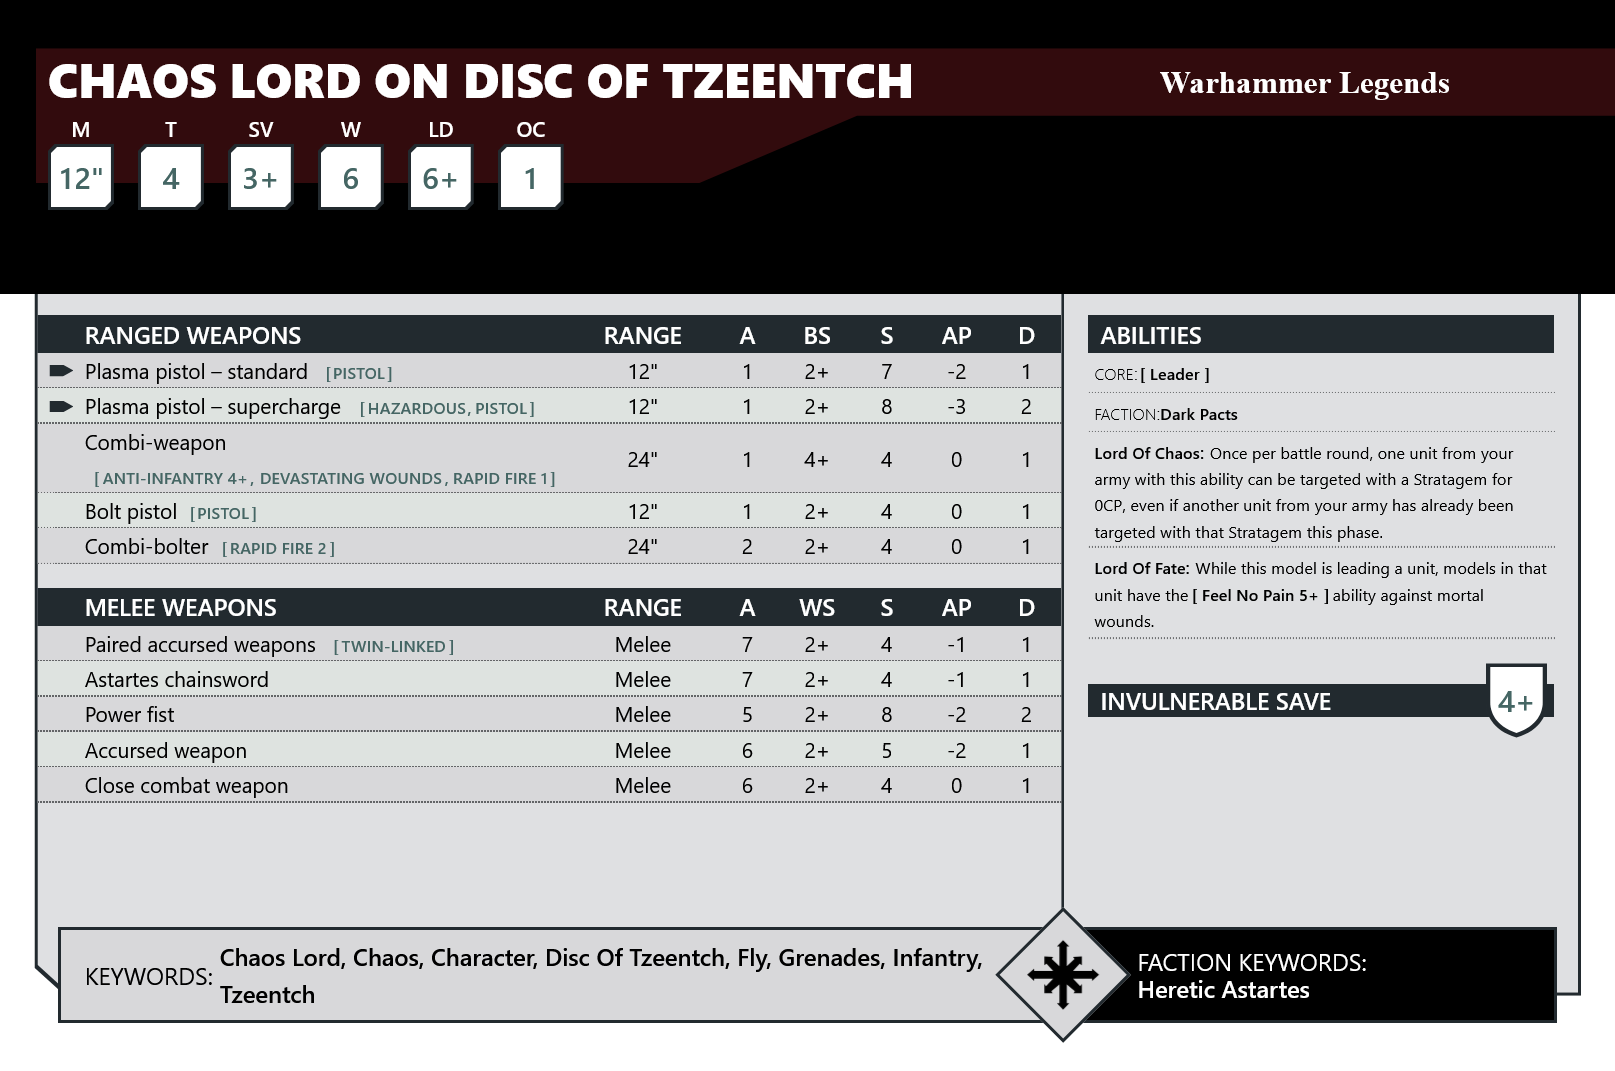 CHAOS LORD ON DISC OF TZEENTCH
Warhammer Legends
M T SV W LD OC
12" 4 3+ 6 6+ 1
RANGED WEAPONS RANGE A BS S AP D
Plasma pistol – standard [PISTOL] 12" 1 2+ 7 -2 1
Plasma pistol – supercharge [HAZARDOUS, PISTOL] 12" 1 2+ 8 -3 2
Combi-weapon
[ANTI-INFANTRY 4+, DEVASTATING WOUNDS, RAPID FIRE 1] 24" 1 4+ 4 0 1
Bolt pistol [PISTOL] 12" 1 2+ 4 0 1
Combi-bolter [RAPID FIRE 2] 24" 2 2+ 4 0 1
MELEE WEAPONS RANGE A WS S AP D
Paired accursed weapons [TWIN-LINKED] Melee 7 2+ 4 -1 1
Astartes chainsword Melee 7 2+ 4 -1 1
Power fist Melee 5 2+ 8 -2 2
Accursed weapon Melee 6 2+ 5 -2 1
Close combat weapon Melee 6 2+ 4 0 1
ABILITIES
CORE: [ Leader ]
FACTION: Dark Pacts
Lord Of Chaos: Once per battle round, one unit from your
army with this ability can be targeted with a Stratagem for
0CP, even if another unit from your army has already been
targeted with that Stratagem this phase.
Lord Of Fate: While this model is leading a unit, models in that
unit have the [ Feel No Pain 5+ ] ability against mortal
wounds.
INVULNERABLE SAVE 4+
KEYWORDS: Chaos Lord, Chaos, Character, Disc Of Tzeentch, Fly, Grenades, Infantry,
Tzeentch
FACTION KEYWORDS:
Heretic Astartes